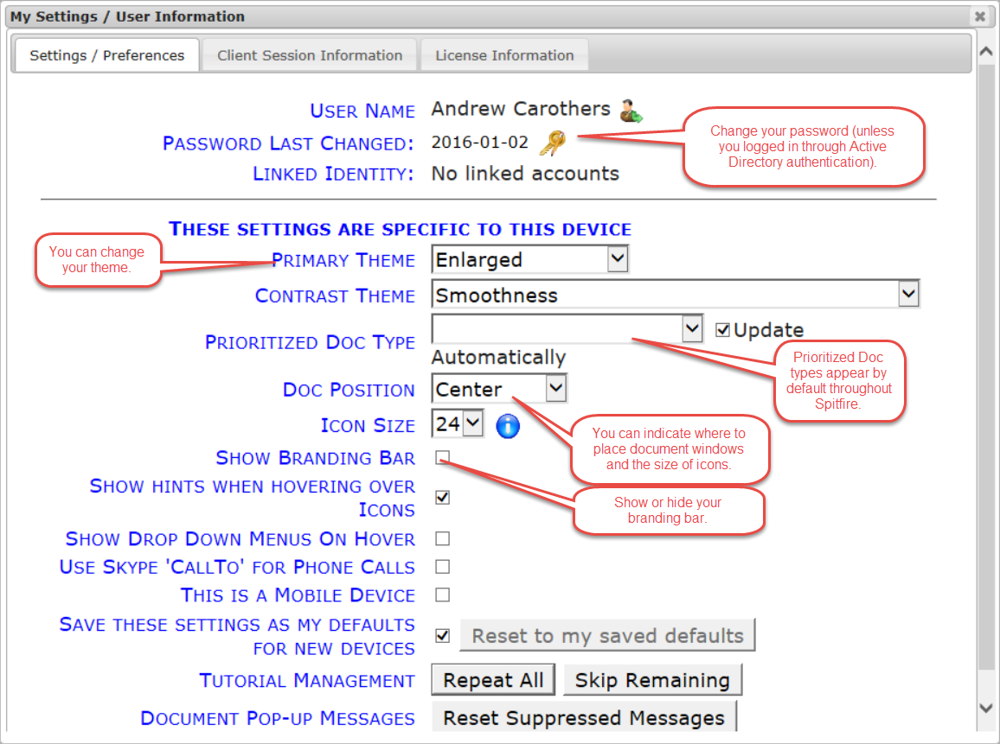 My Settings / User Information
Settings / Preferences
Client Session Information
License Information
User Name
Andrew Carothers
Password Last Changed:
2016-01-02
Change your password (unless
you logged in through Active
Directory authentication).
Linked Identity:
No linked accounts
These settings are specific to this device
You can change
your theme.
Primary Theme
Enlarged
Contrast Theme
Smoothness
Prioritized Doc Type
Update
Automatically
Prioritized Doc
types appear by
default throughout
Spitfire.
Doc Position
Center
Icon Size
24
You can indicate where to
place document windows
and the size of icons.
Show Branding Bar
Show or hide your
branding bar.
Show hints when hovering over
Icons
Show Drop Down Menus On Hover
Use Skype 'CallTo' for Phone Calls
This is a Mobile Device
Save these settings as my defaults
for new devices
Reset to my saved defaults
Tutorial Management
Repeat All
Skip Remaining
Document Pop-up Messages
Reset Suppressed Messages